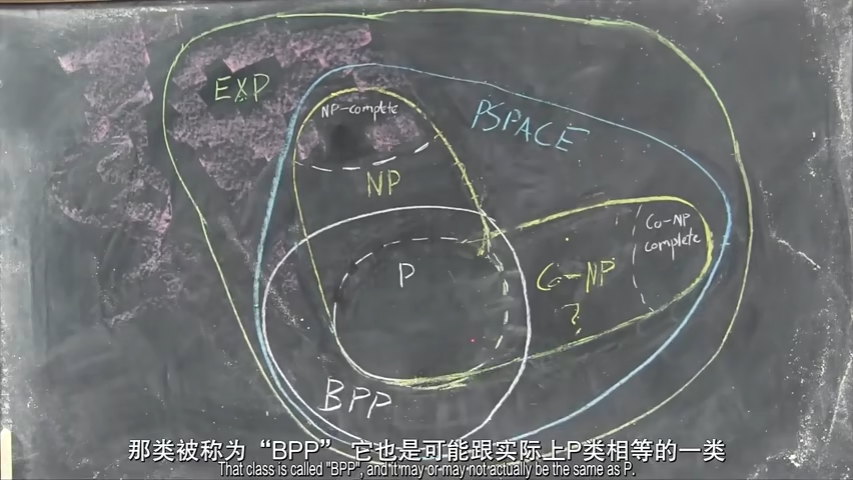 EXP
NP-complete
PSPACE
NP
Co-NP
complete
P
Co-NP
?
BPP
那类被称为“BPP”，它也是可能跟实际上P类相等的一类
That class is called "BPP", and it may or may not actually be the same as P.